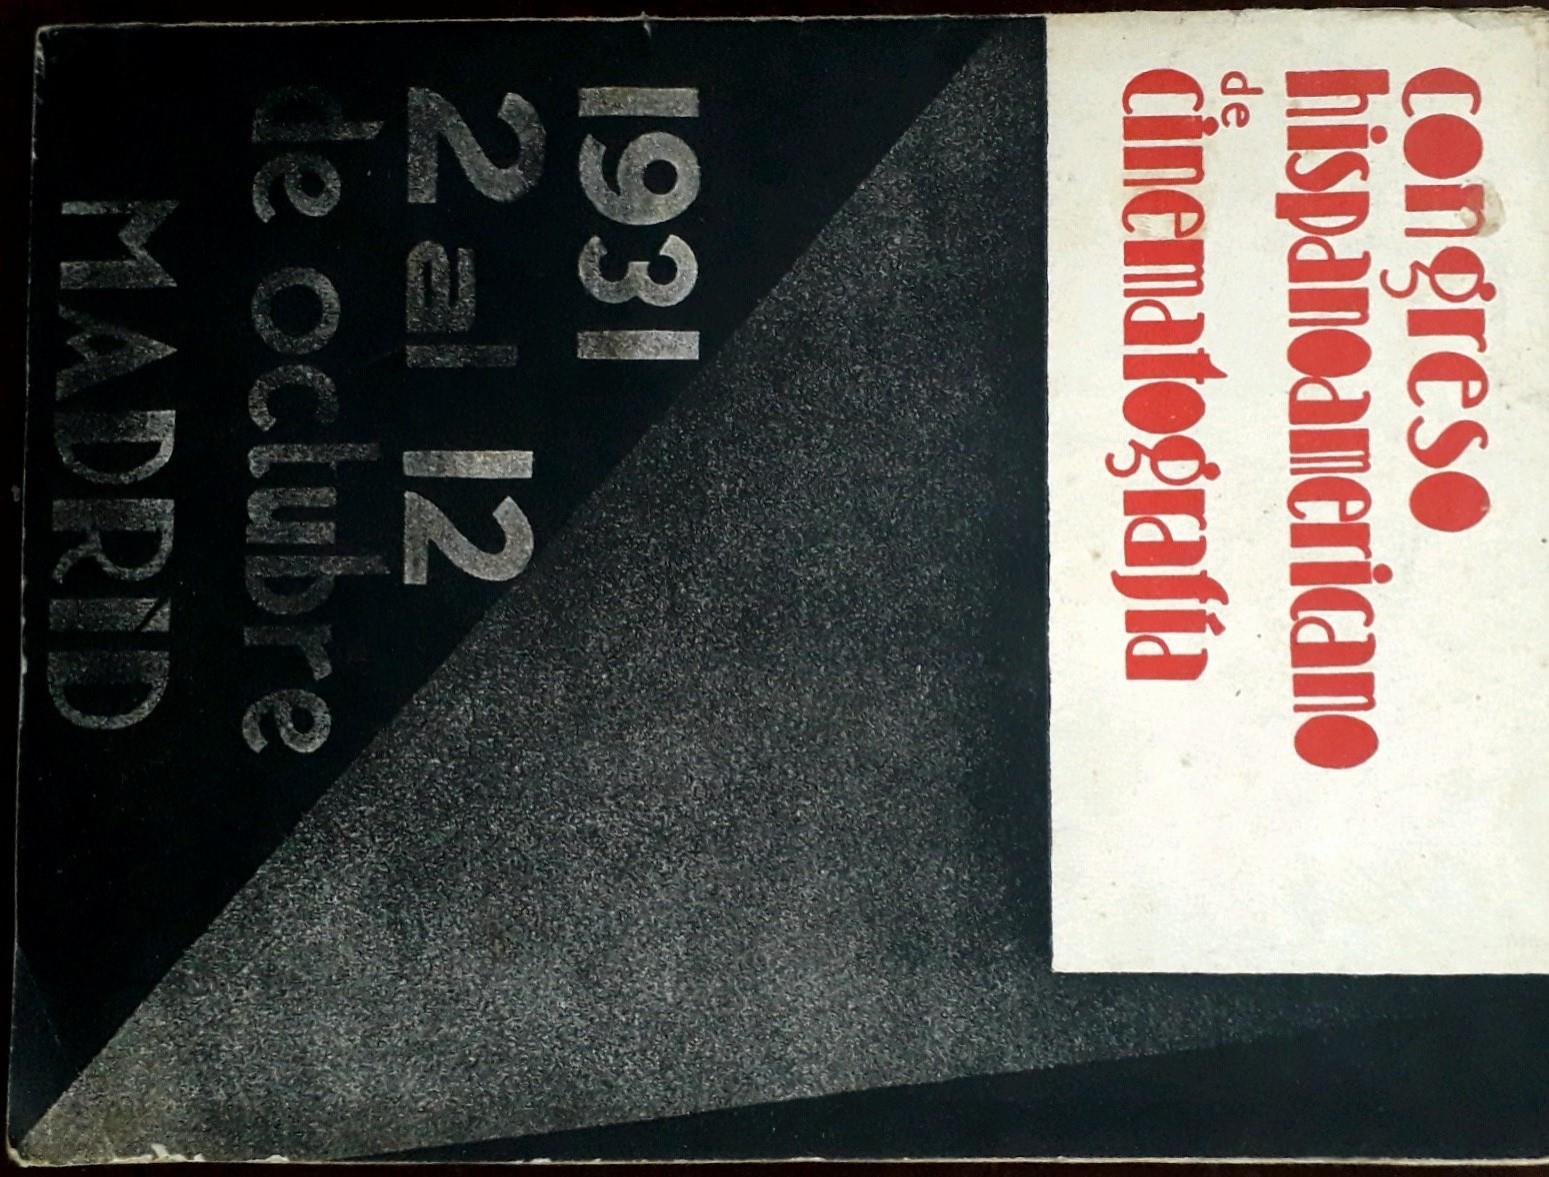 congreso
hispanoamericano
de
cinematografía
1931
2 al 12
de octubre
MADRID